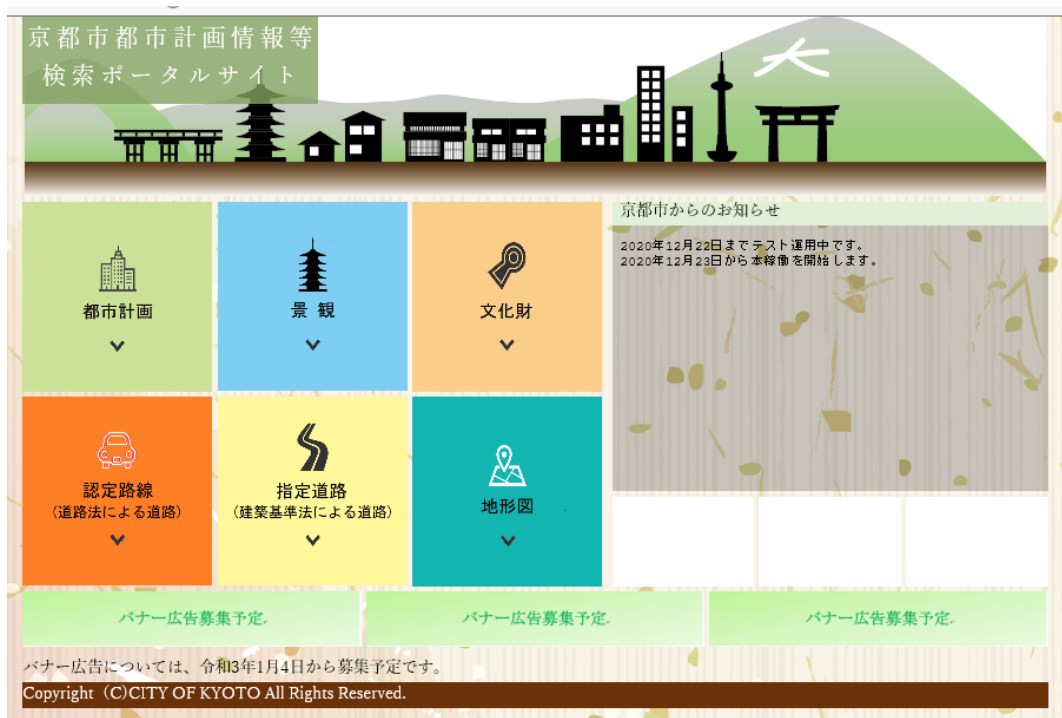 京都市都市計画情報等
検索ポータルサイト
大
都市計画
景 観
文化財
京都市からのお知らせ
2020年12月22日までテスト運用中です。
2020年12月23日から本稼働を開始します。
認定路線
(道路法による道路)
指定道路
(建築基準法による道路)
地形図
バナー広告募集予定。
バナー広告募集予定。
バナー広告募集予定。
バナー広告については、令和3年1月4日から募集予定です。
Copyright (C)CITY OF KYOTO All Rights Reserved.